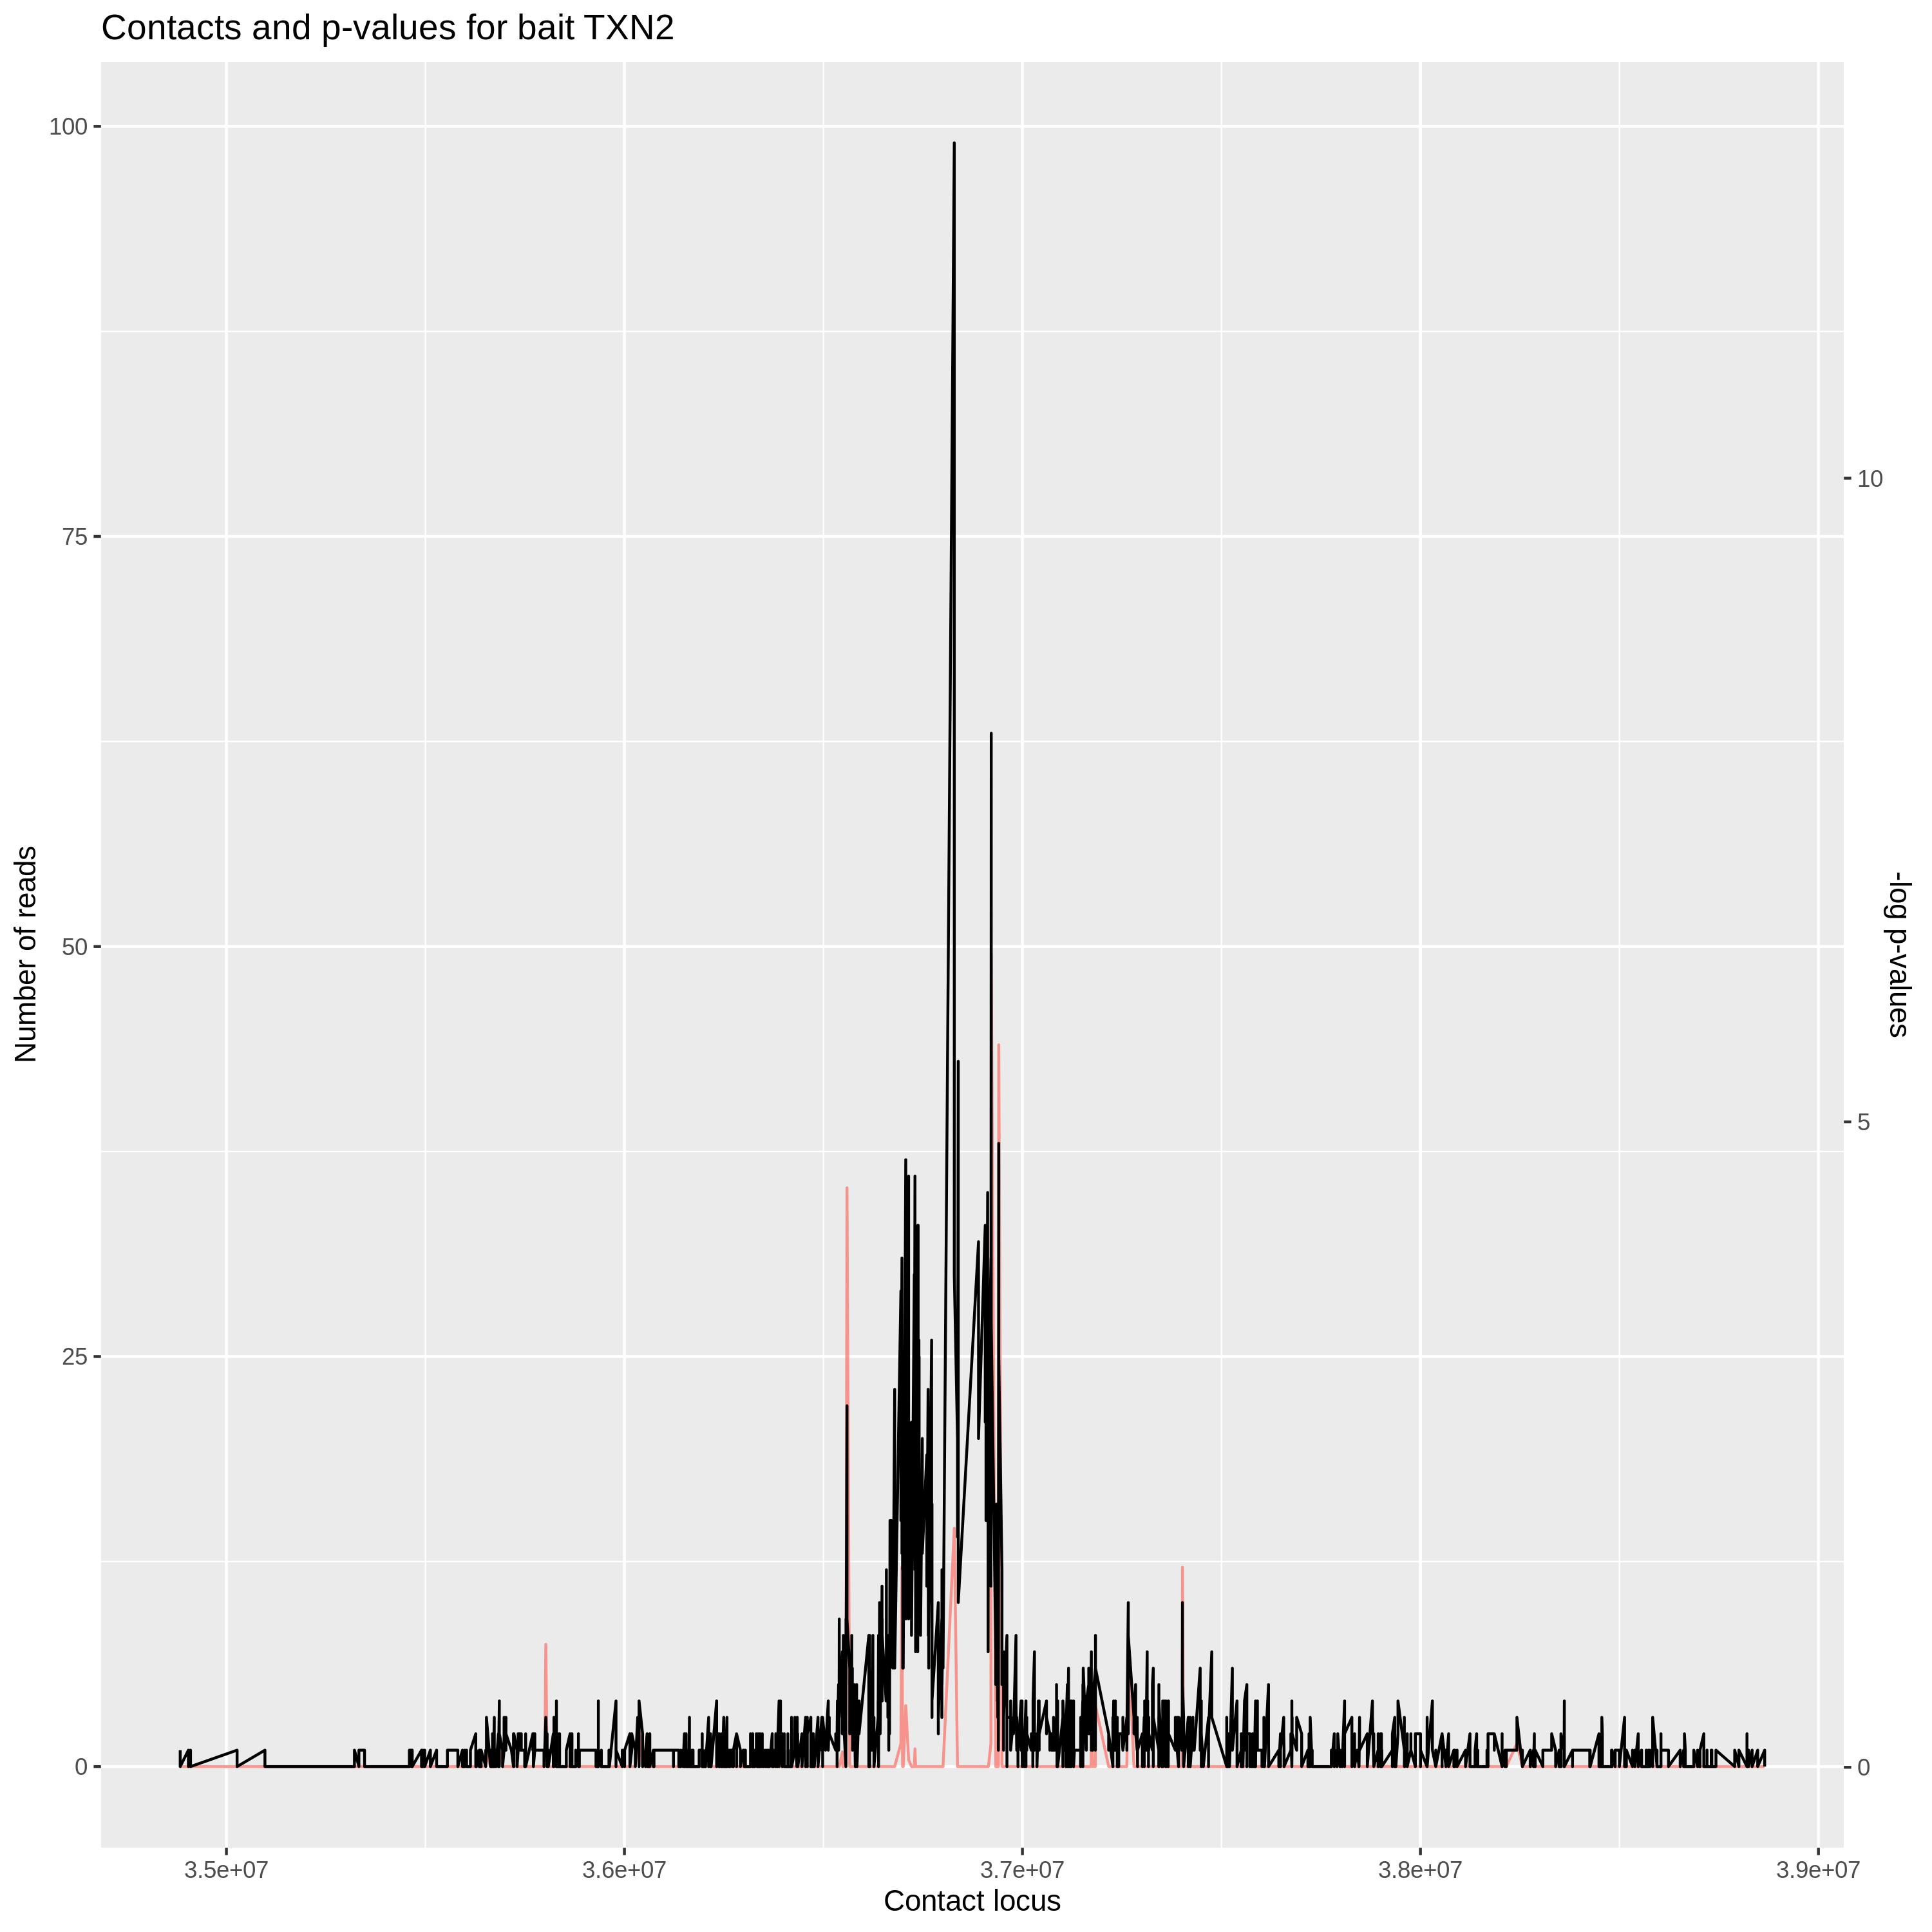 Contacts and p-values for bait TXN2
100
75
50
25
0
Number of reads
10
5
0
-log p-values
3.5e+07
3.6e+07
3.7e+07
3.8e+07
3.9e+07
Contact locus